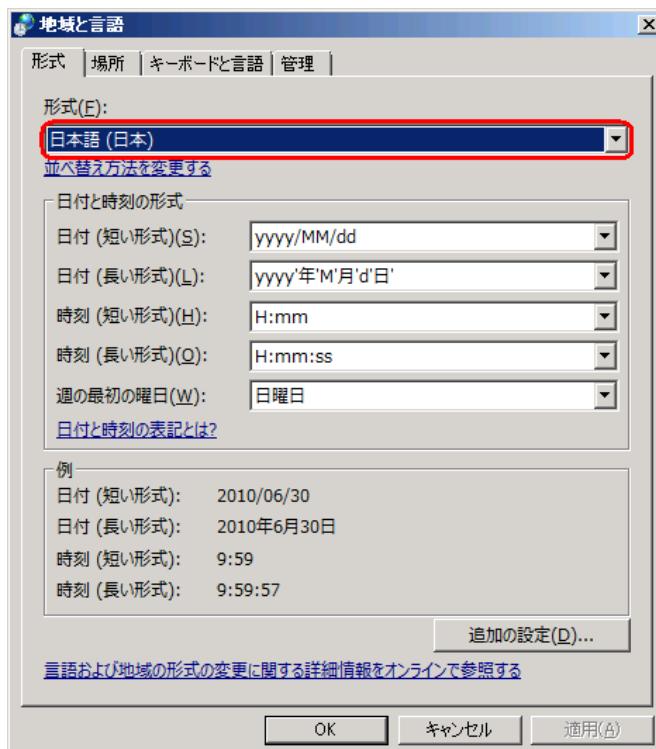 地域と言語
形式 場所 キーボードと言語 管理
形式(F):
日本語 (日本)
並べ替え方法を変更する
日付と時刻の形式
日付 (短い形式)(S): yyyy/MM/dd
日付 (長い形式)(L): yyyy'年'M'月'd'日'
時刻 (短い形式)(H): H:mm
時刻 (長い形式)(O): H:mm:ss
週の最初の曜日(W): 日曜日
日付と時刻の表記とは?
例
日付 (短い形式): 2010/06/30
日付 (長い形式): 2010年6月30日
時刻 (短い形式): 9:59
時刻 (長い形式): 9:59:57
追加の設定(D)...
言語および地域の形式の変更に関する詳細情報をオンラインで参照する
OK キャンセル 適用(A)